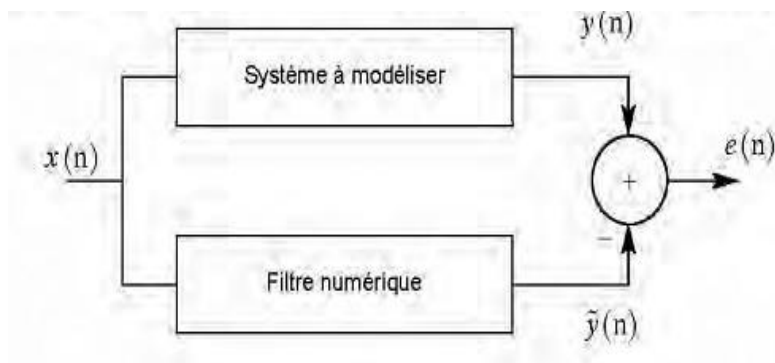 y(n)
Système à modéliser
x(n)
e(n)
+
−
Filtre numérique
ỹ(n)